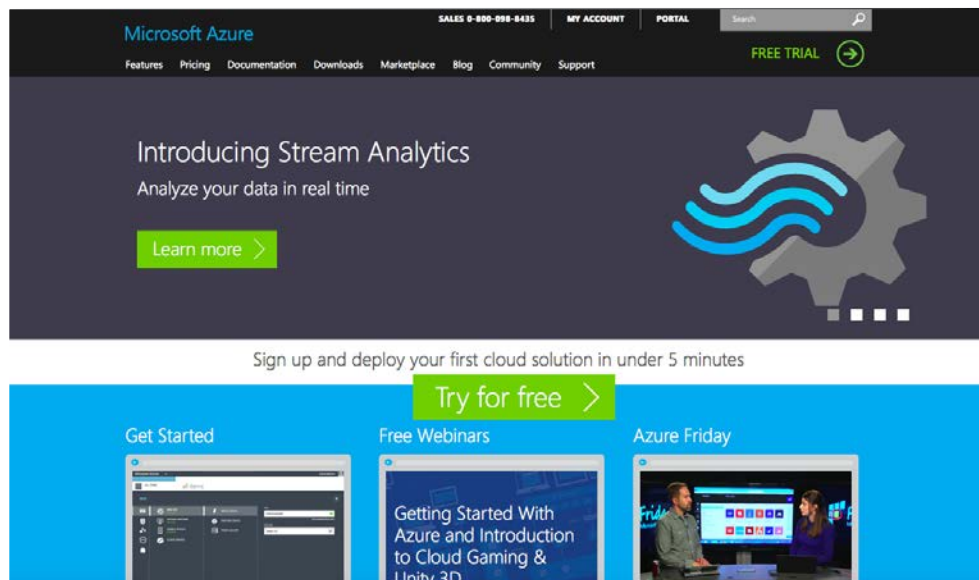 SALES 0-800-098-8435 MY ACCOUNT PORTAL Search
Microsoft Azure
FREE TRIAL
Features Pricing Documentation Downloads Marketplace Blog Community Support
Introducing Stream Analytics
Analyze your data in real time
Learn more
Sign up and deploy your first cloud solution in under 5 minutes
Try for free
Get Started Free Webinars Azure Friday
Getting Started With
Azure and Introduction
to Cloud Gaming &
Unity 3D